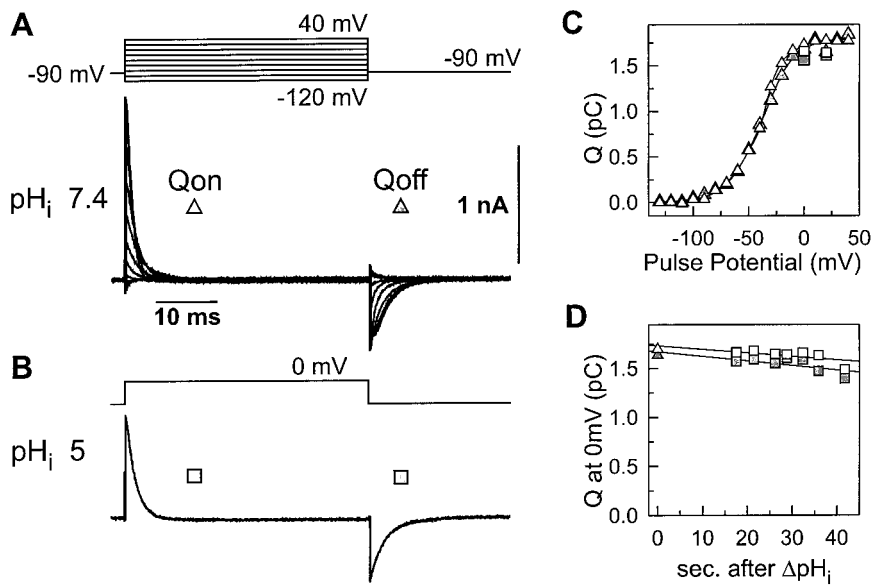 A
40 mV
-90 mV
-90 mV
-120 mV
pHi 7.4
Qon
Qoff
1 nA
10 ms
B
0 mV
pHi 5
C
Q (pC)
1.5
1.0
0.5
0.0
-100 -50 0 50
Pulse Potential (mV)
D
Q at 0mV (pC)
1.5
1.0
0.5
0.0
0 10 20 30 40
sec. after ΔpHi